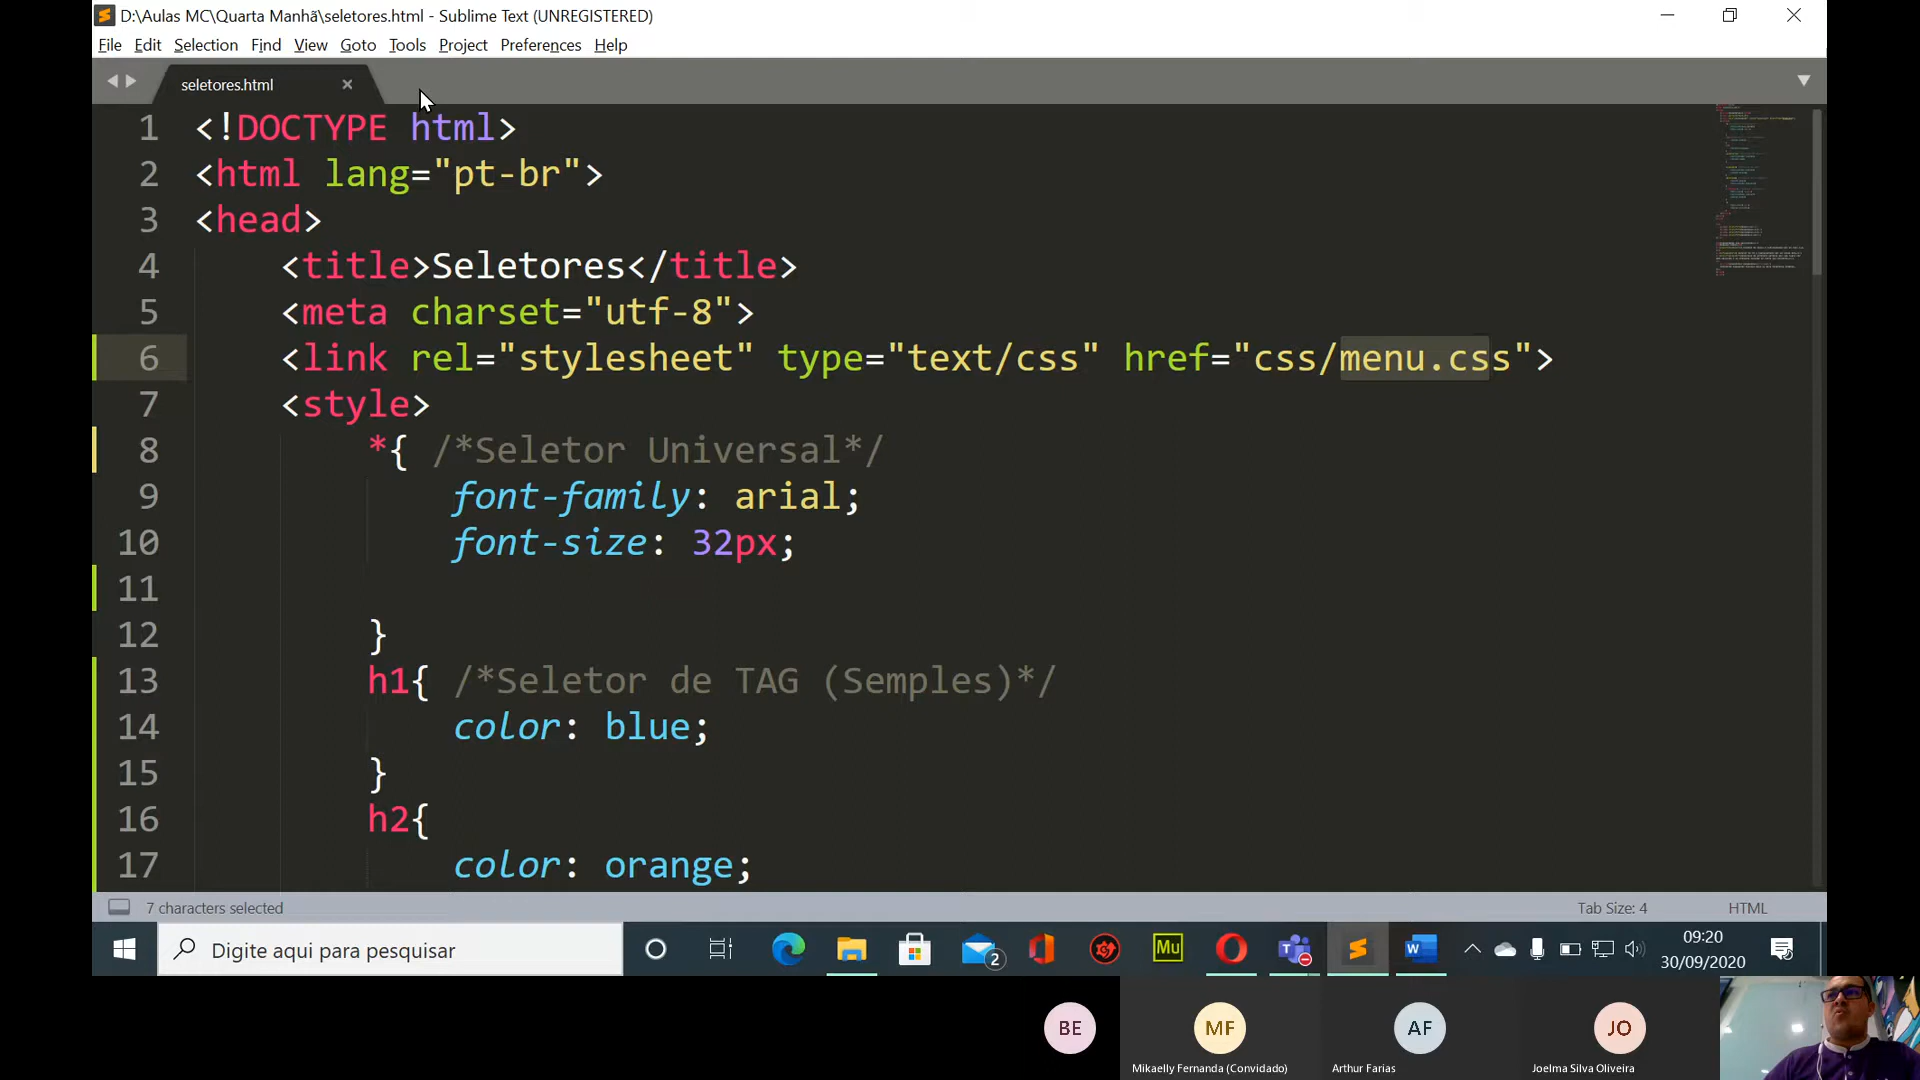 D:\Aulas MC\Quarta Manhã\seletores.html - Sublime Text (UNREGISTERED)
File Edit Selection Find View Goto Tools Project Preferences Help
seletores.html
1 <!DOCTYPE html>
2 <html lang="pt-br">
3 <head>
4 <title>Seletores</title>
5 <meta charset="utf-8">
6 <link rel="stylesheet" type="text/css" href="css/menu.css">
7 <style>
8 *{ /*Seletor Universal*/
9 font-family: arial;
10 font-size: 32px;
11
12 }
13 h1{ /*Seletor de TAG (Semples)*/
14 color: blue;
15 }
16 h2{
17 color: orange;
7 characters selected Tab Size: 4 HTML
Digite aqui para pesquisar
2
Mu
T
W
09:20
30/09/2020
BE MF AF JO
Mikaelly Fernanda (Convidado) Arthur Farias Joelma Silva Oliveira